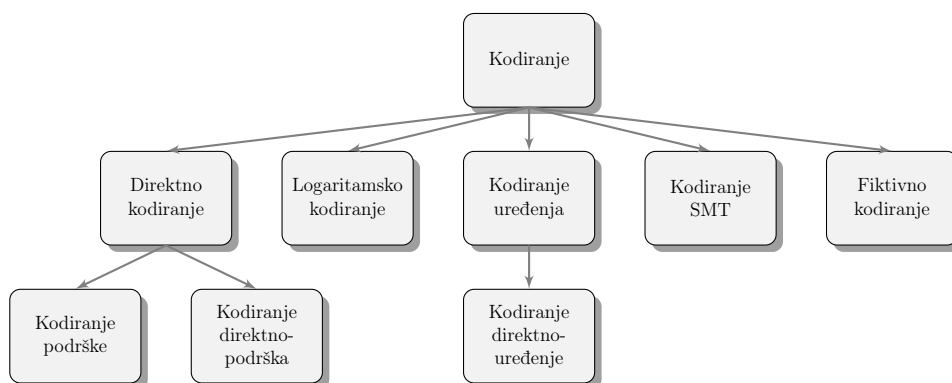 Kodiranje
Direktno
kodiranje
Logaritamsko
kodiranje
Kodiranje
uređenja
Kodiranje
SMT
Fiktivno
kodiranje
Kodiranje
podrške
Kodiranje
direktno-
podrška
Kodiranje
direktno-
uređenje